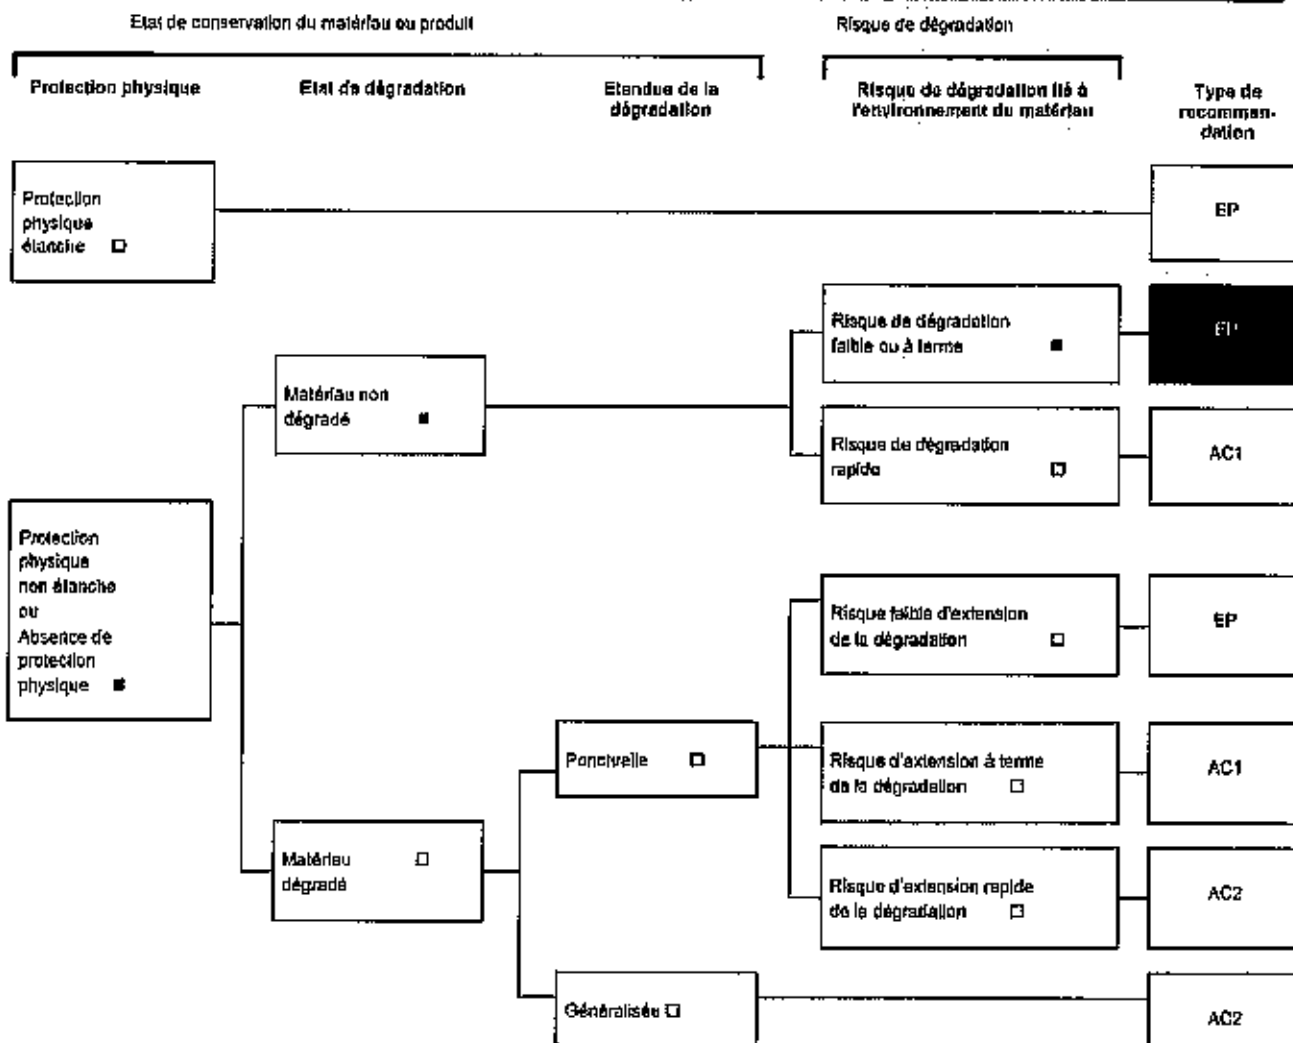 Etat de conservation du matériau ou produit
Risque de dégradation
Protection physique
Etat de dégradation
Etendue de la
dégradation
Risque de dégradation lié à
l'environnement du matériau
Type de
recomman-
dation
Protection
physique
étanche
EP
Risque de dégradation
faible ou à terme
EP
Matériau non
dégradé
Risque de dégradation
rapide
AC1
Protection
physique
non étanche
ou
Absence de
protection
physique
Risque faible d'extension
de la dégradation
EP
Ponctuelle
Risque d'extension à terme
de la dégradation
AC1
Matériau
dégradé
Risque d'extension rapide
de la dégradation
AC2
Généralisée
AC2